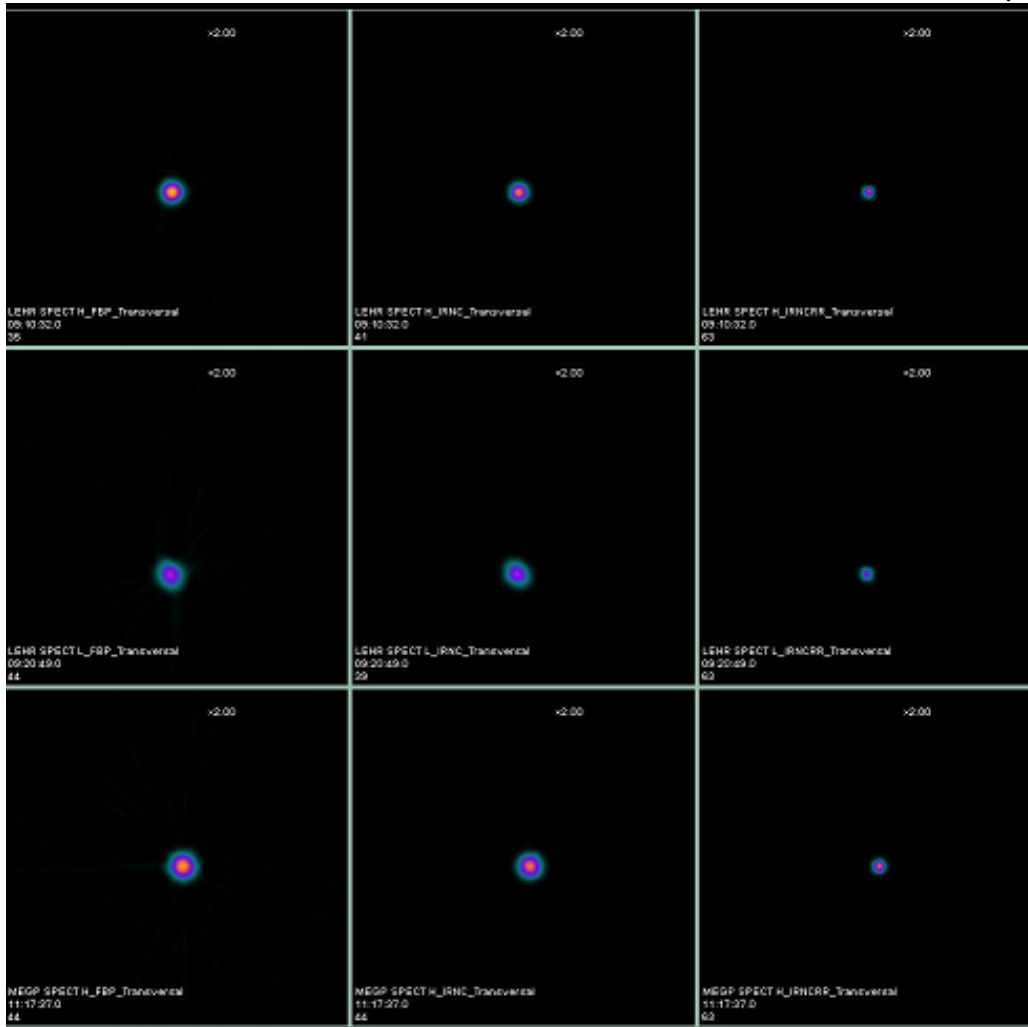 x2.00
x2.00
x2.00
LEHR SPECT H_FBP_Transversal
09:10:32.0
LEHR SPECT H_IRNC_Transversal
09:10:32.0
41
LEHR SPECT H_IRNCRR_Transversal
09:10:32.0
63
x2.00
x2.00
x2.00
LEHR SPECT L_FBP_Transversal
09:20:49.0
44
LEHR SPECT L_IRNC_Transversal
09:20:49.0
39
LEHR SPECT L_IRNCRR_Transversal
09:20:49.0
63
x2.00
x2.00
x2.00
MEGP SPECT H_FBP_Transversal
11:17:37.0
44
MEGP SPECT H_IRNC_Transversal
11:17:37.0
44
MEGP SPECT H_IRNCRR_Transversal
11:17:37.0
63